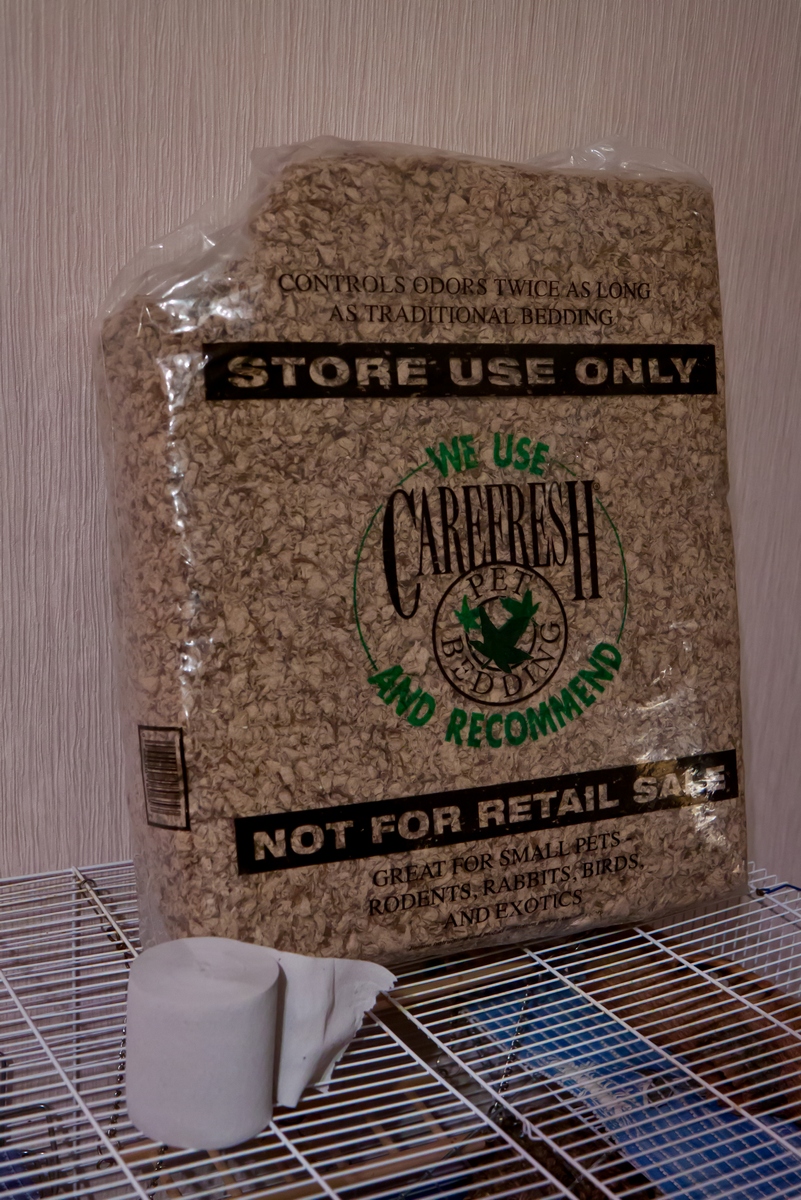 CONTROLS ODORS TWICE AS LONG
AS TRADITIONAL BEDDING
STORE USE ONLY
WE USE
CAREFRESH
PET
BEDDING
AND RECOMMEND
NOT FOR RETAIL SALE
GREAT FOR SMALL PETS -
RODENTS, RABBITS, BIRDS,
AND EXOTICS